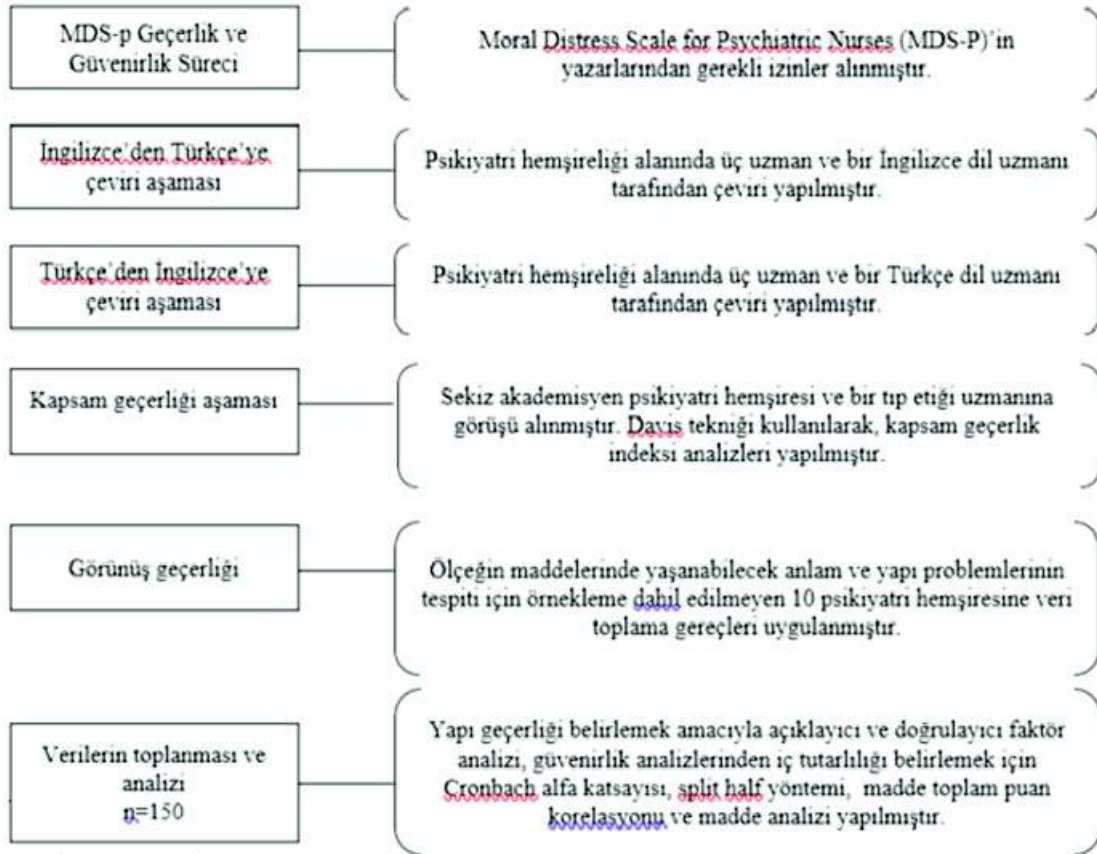 MDS-p Geçerlik ve
Güvenirlik Süreci
Moral Distress Scale for Psychiatric Nurses (MDS-P)'in
yazarlarından gerekli izinler alınmıştır.
İngilizce'den Türkçe'ye
çeviri aşaması
Psikiyatri hemşireliği alanında üç uzman ve bir İngilizce dil uzmanı
tarafından çeviri yapılmıştır.
Türkçe'den İngilizce'ye
çeviri aşaması
Psikiyatri hemşireliği alanında üç uzman ve bir Türkçe dil uzmanı
tarafından çeviri yapılmıştır.
Kapsam geçerliği aşaması
Sekiz akademisyen psikiyatri hemşiresi ve bir tıp etiği uzmanına
görüşü alınmıştır. Davis tekniği kullanılarak, kapsam geçerlik
indeksi analizleri yapılmıştır.
Görünüş geçerliği
Ölçeğin maddelerinde yaşanabilecek anlam ve yapı problemlerinin
tespiti için örnekleme dahil edilmeyen 10 psikiyatri hemşiresine veri
toplama gereçleri uygulanmıştır.
Verilerin toplanması ve
analizi
n=150
Yapı geçerliği belirlemek amacıyla açıklayıcı ve doğrulayıcı faktör
analizi, güvenirlik analizlerinden iç tutarlılığı belirlemek için
Cronbach alfa katsayısı, split half yöntemi, madde toplam puan
korelasyonu ve madde analizi yapılmıştır.